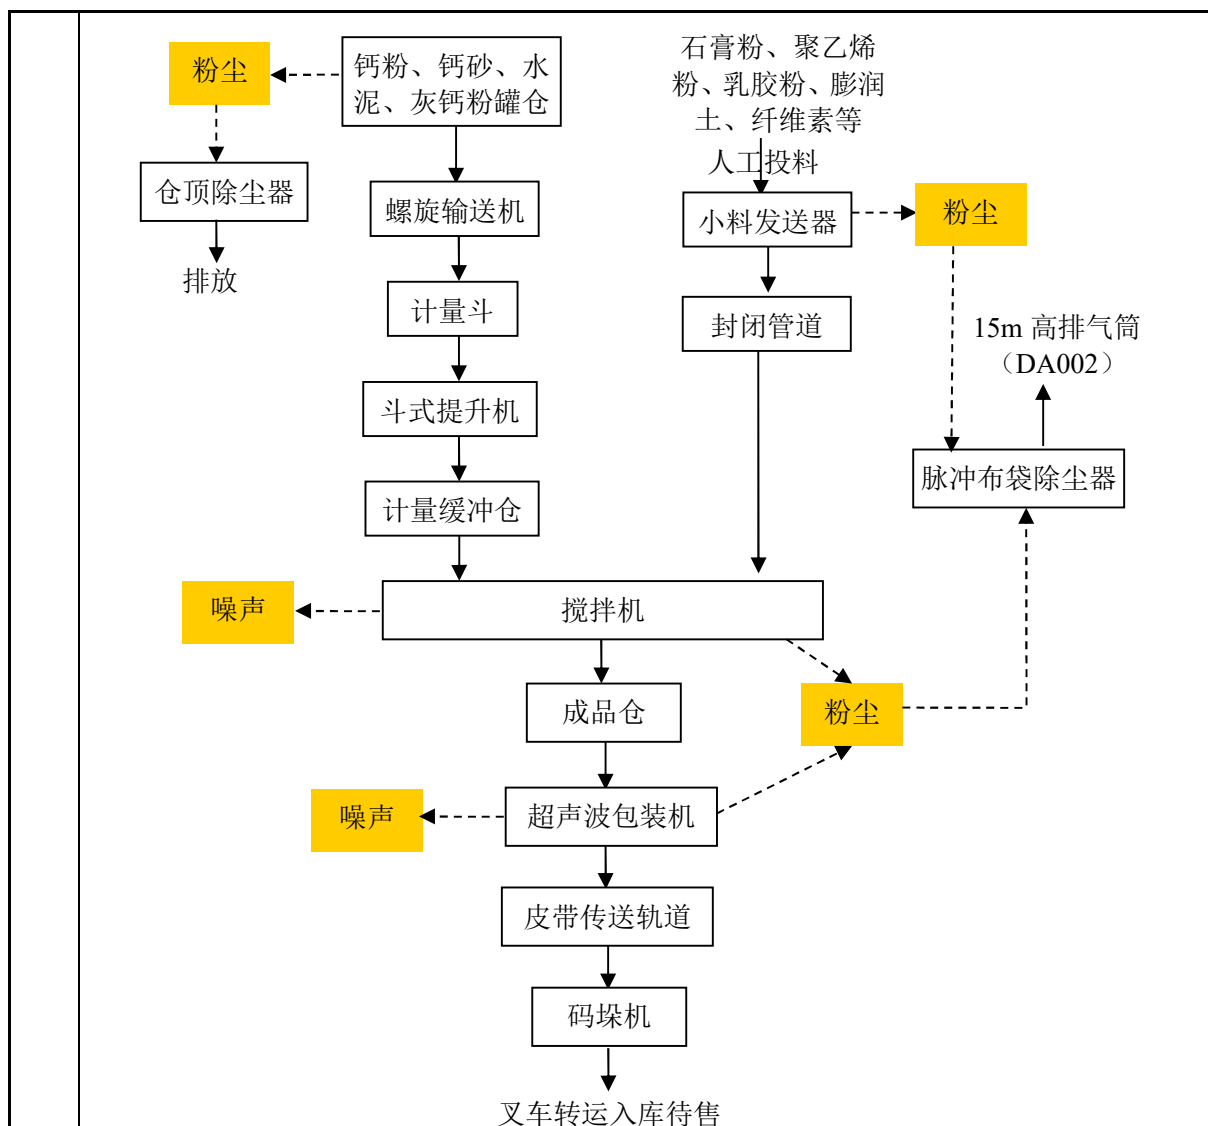 粉尘
钙粉、钙砂、水
泥、灰钙粉罐仓
石膏粉、聚乙烯
粉、乳胶粉、膨润
土、纤维素等
人工投料
仓顶除尘器
螺旋输送机
小料发送器
粉尘
排放
计量斗
封闭管道
15m 高排气筒
（DA002）
斗式提升机
脉冲布袋除尘器
计量缓冲仓
噪声
搅拌机
成品仓
粉尘
噪声
超声波包装机
皮带传送轨道
码垛机
叉车转运入库待售